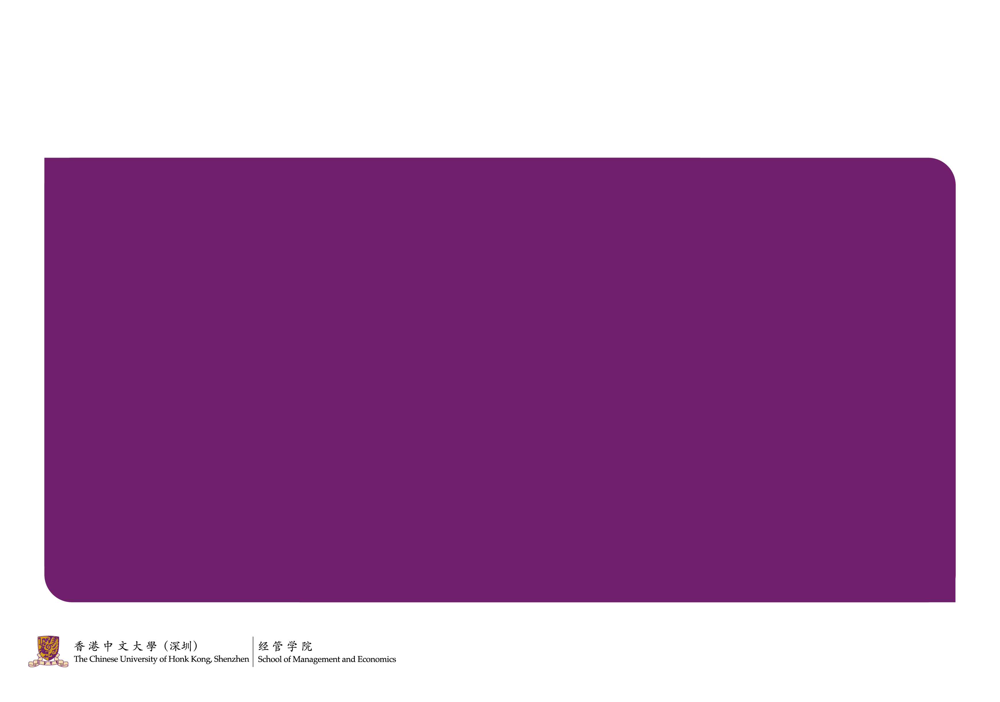 香港中文大學（深圳）
The Chinese University of Honk Kong, Shenzhen
经管学院
School of Management and Economics